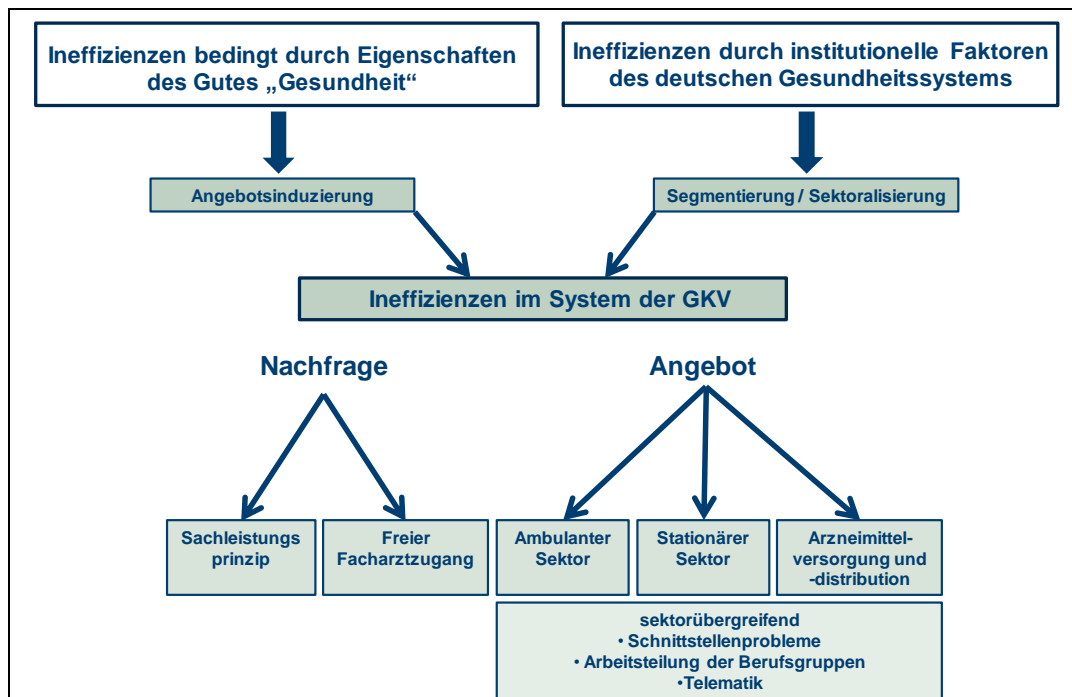 Ineffizienzen bedingt durch Eigenschaften
des Gutes „Gesundheit“
Ineffizienzen durch institutionelle Faktoren
des deutschen Gesundheitssystems
Angebotsinduzierung
Segmentierung / Sektoralisierung
Ineffizienzen im System der GKV
Nachfrage
Angebot
Sachleistungs
prinzip
Freier
Facharztzugang
Ambulanter
Sektor
Stationärer
Sektor
Arzneimittel-
versorgung und
-distribution
sektorübergreifend
• Schnittstellenprobleme
• Arbeitsteilung der Berufsgruppen
•Telematik